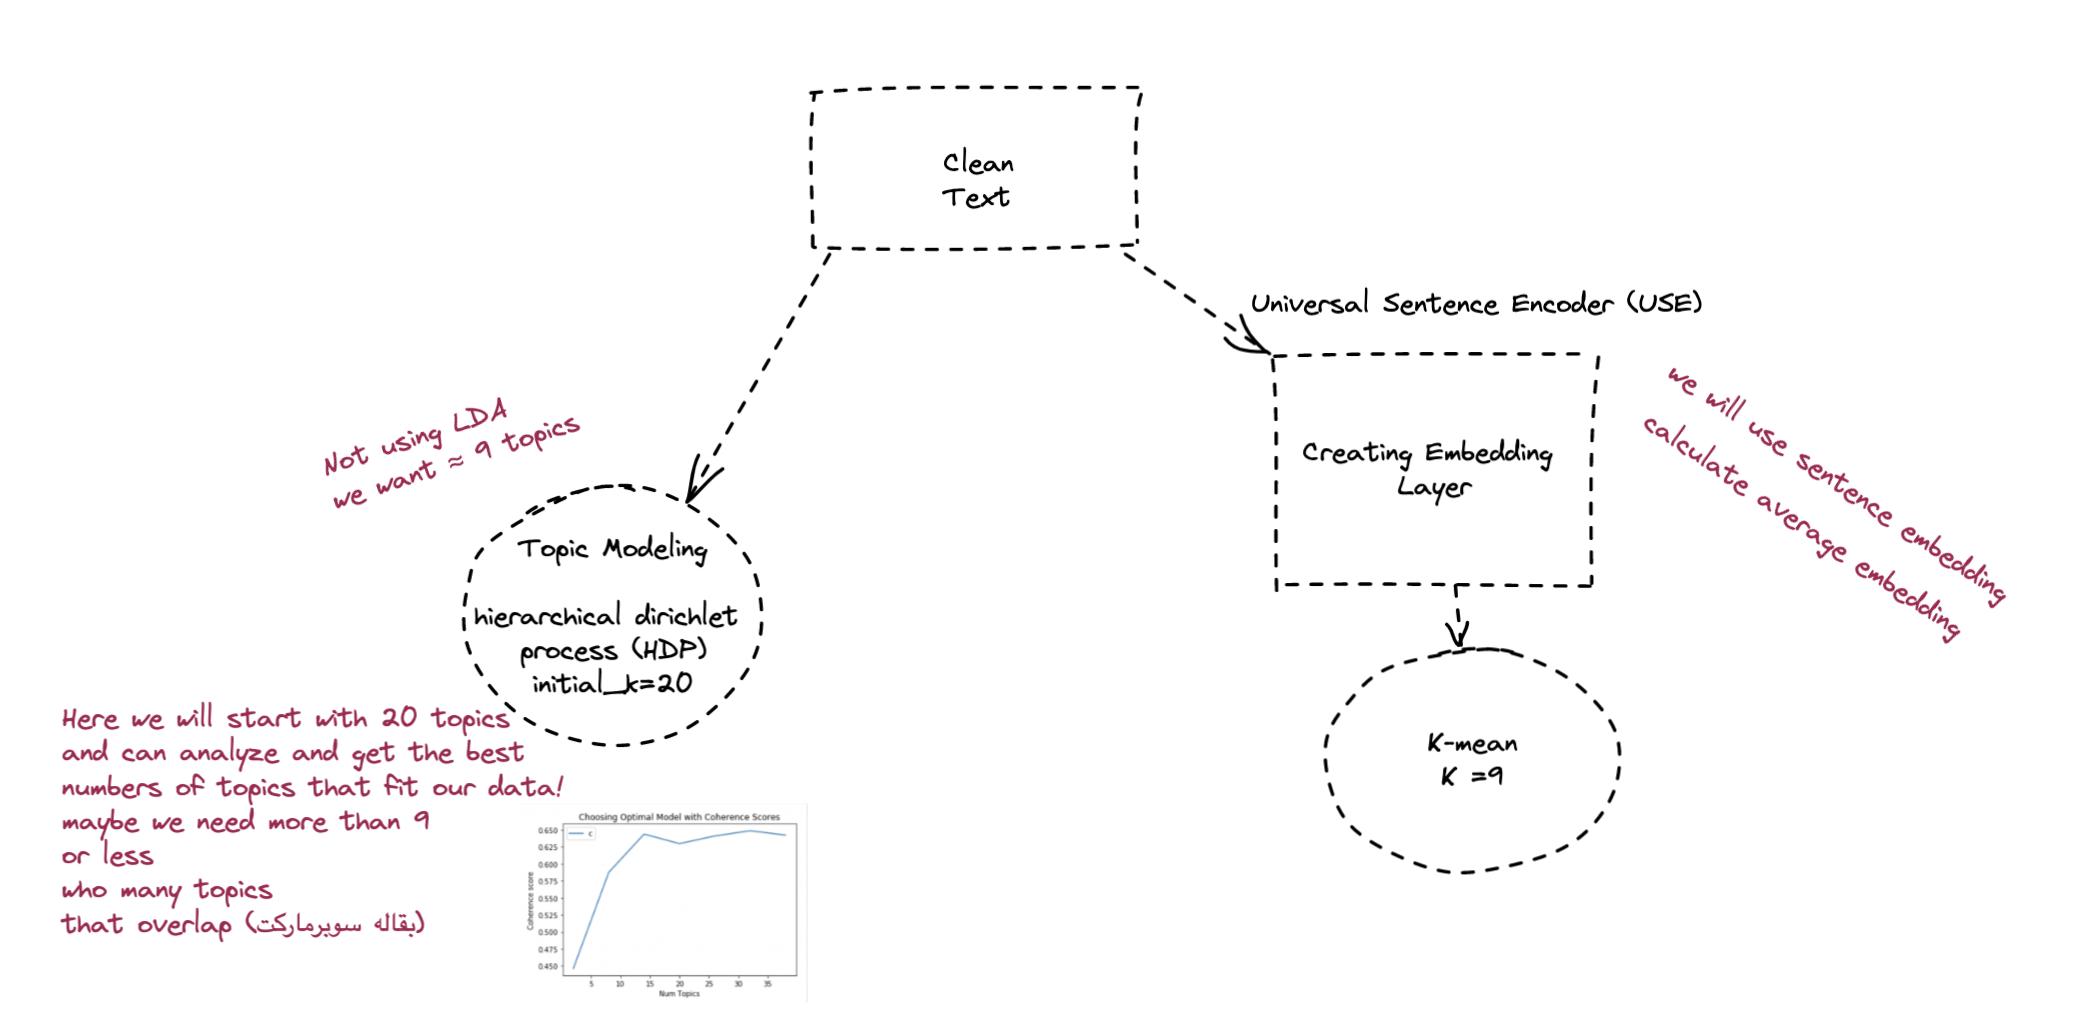 Clean
Text
Universal Sentence Encoder (USE)
we will use sentence embedding
calculate average embedding
Creating Embedding
Layer
K-mean
K =9
Not using LDA
we want ≈ 9 topics
Topic Modeling
hierarchical dirichlet
process (HDP)
initial_k=20
Here we will start with 20 topics
and can analyze and get the best
numbers of topics that fit our data!
maybe we need more than 9
or less
who many topics
that overlap (بقاله سوبرماركت)
Choosing Optimal Model with Coherence Scores
c
Coherence score
0.650
0.625
0.600
0.575
0.550
0.525
0.500
0.475
0.450
5 10 15 20 25 30 35
Num Topics